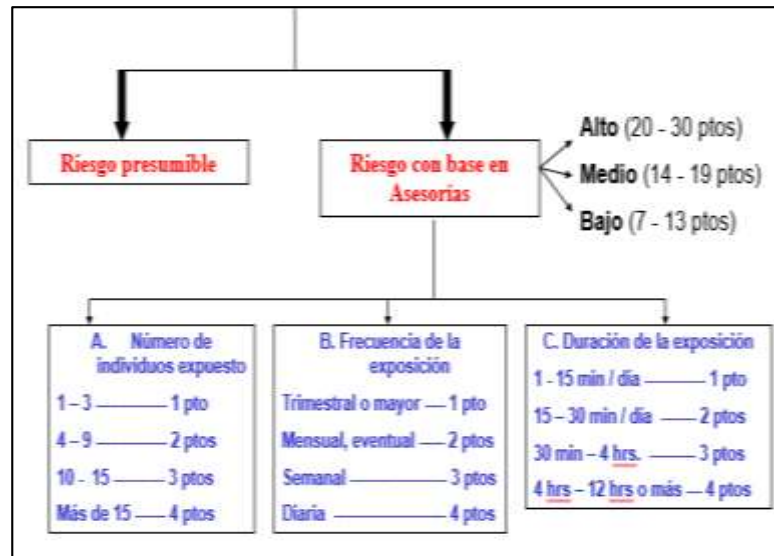 Riesgo presumible
Riesgo con base en
Asesorías
Alto (20 - 30 ptos)
Medio (14 - 19 ptos)
Bajo (7 - 13 ptos)
A. Número de
individuos expuesto
1 – 3 ——— 1 pto
4 – 9 ——— 2 ptos
10 - 15 ——— 3 ptos
Más de 15 —— 4 ptos
B. Frecuencia de la
exposición
Trimestral o mayor — 1 pto
Mensual, eventual — 2 ptos
Semanal ——— 3 ptos
Diaria ——— 4 ptos
C. Duración de la exposición
1 - 15 min / día ——— 1 pto
15 – 30 min / día —— 2 ptos
30 min – 4 hrs. —— 3 ptos
4 hrs – 12 hrs o más — 4 ptos